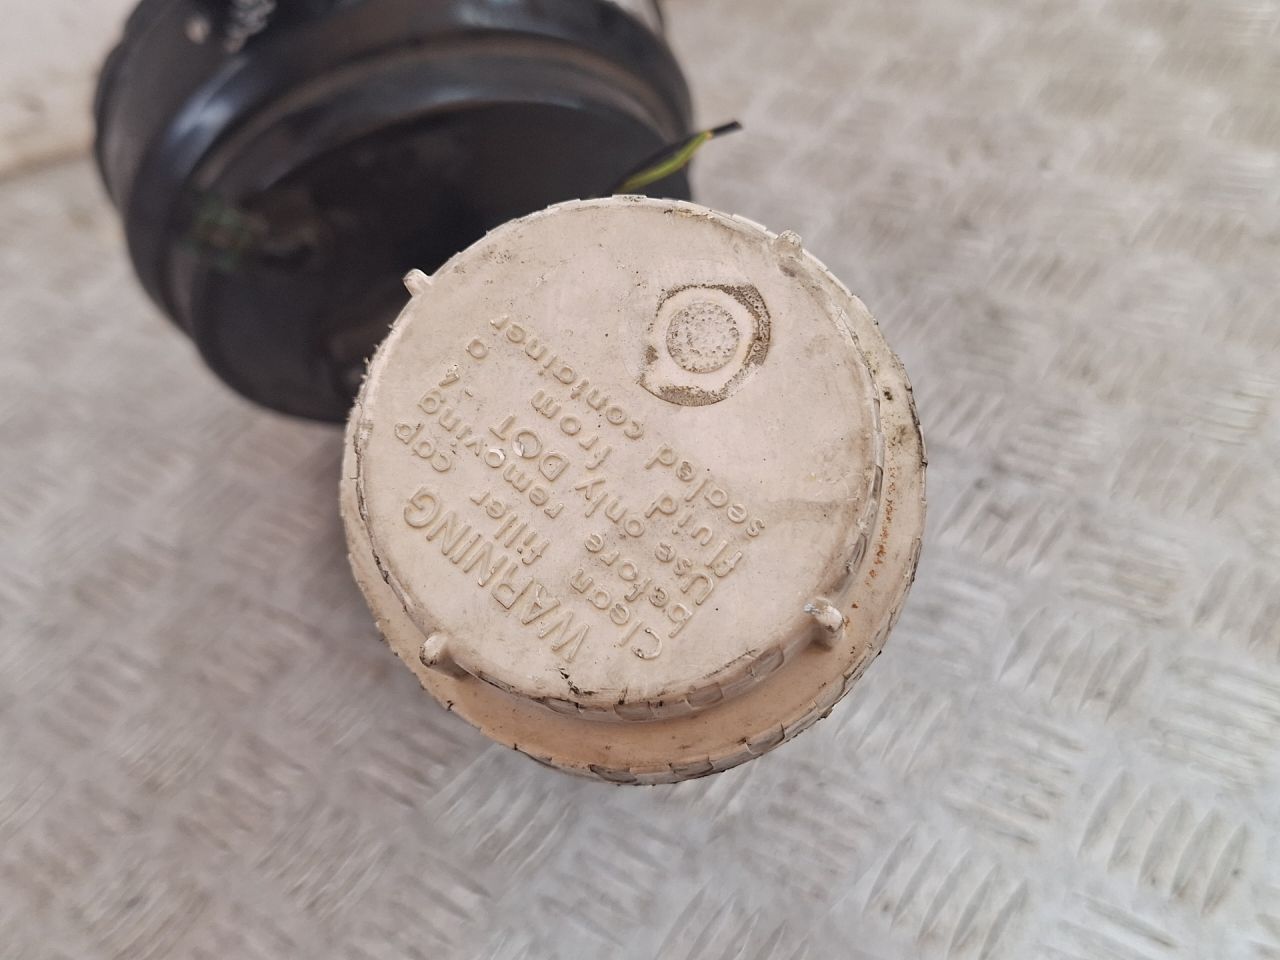 WARNING
Clean filler cap
before removing
Use only DOT - 4
fluid from a
sealed container